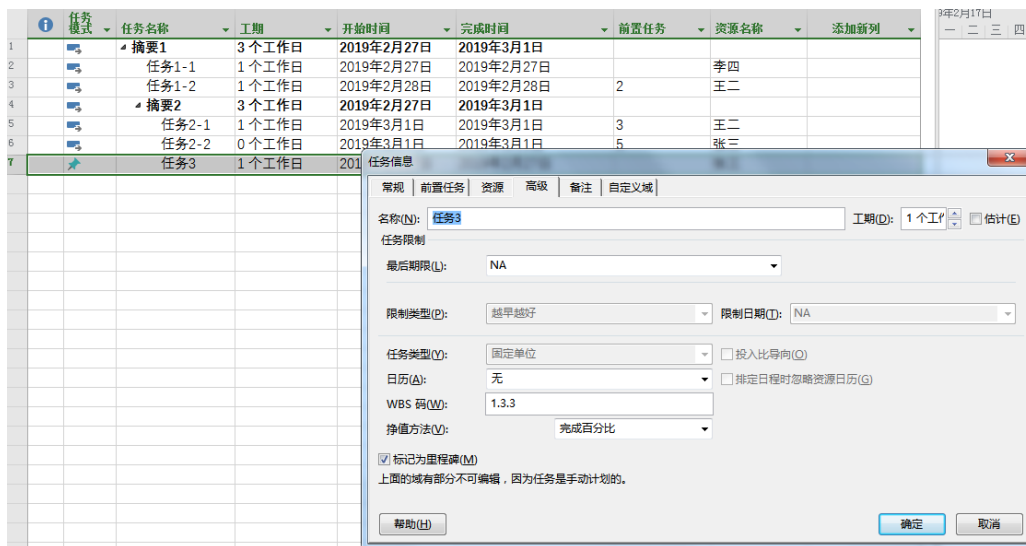 9年2月17日
任务模式 任务名称 工期 开始时间 完成时间 前置任务 资源名称 添加新列 一 二 三 四
1 摘要1 3 个工作日 2019年2月27日 2019年3月1日
2 任务1-1 1 个工作日 2019年2月27日 2019年2月27日 李四
3 任务1-2 1 个工作日 2019年2月28日 2019年2月28日 2 王二
4 摘要2 3 个工作日 2019年2月27日 2019年3月1日
5 任务2-1 1 个工作日 2019年3月1日 2019年3月1日 3 王二
6 任务2-2 0 个工作日 2019年3月1日 2019年3月1日 5 张三
7 任务3 1 个工作日 201
任务信息
常规 前置任务 资源 高级 备注 自定义域
名称(N): 任务3 工期(D): 1 个工作 估计(E)
任务限制
最后期限(L): NA
限制类型(P): 越早越好 限制日期(T): NA
任务类型(Y): 固定单位 投入比导向(O)
日历(A): 无 排定日程时忽略资源日历(G)
WBS 码(W): 1.3.3
挣值方法(V): 完成百分比
标记为里程碑(M)
上面的域有部分不可编辑，因为任务是手动计划的。
帮助(H) 确定 取消